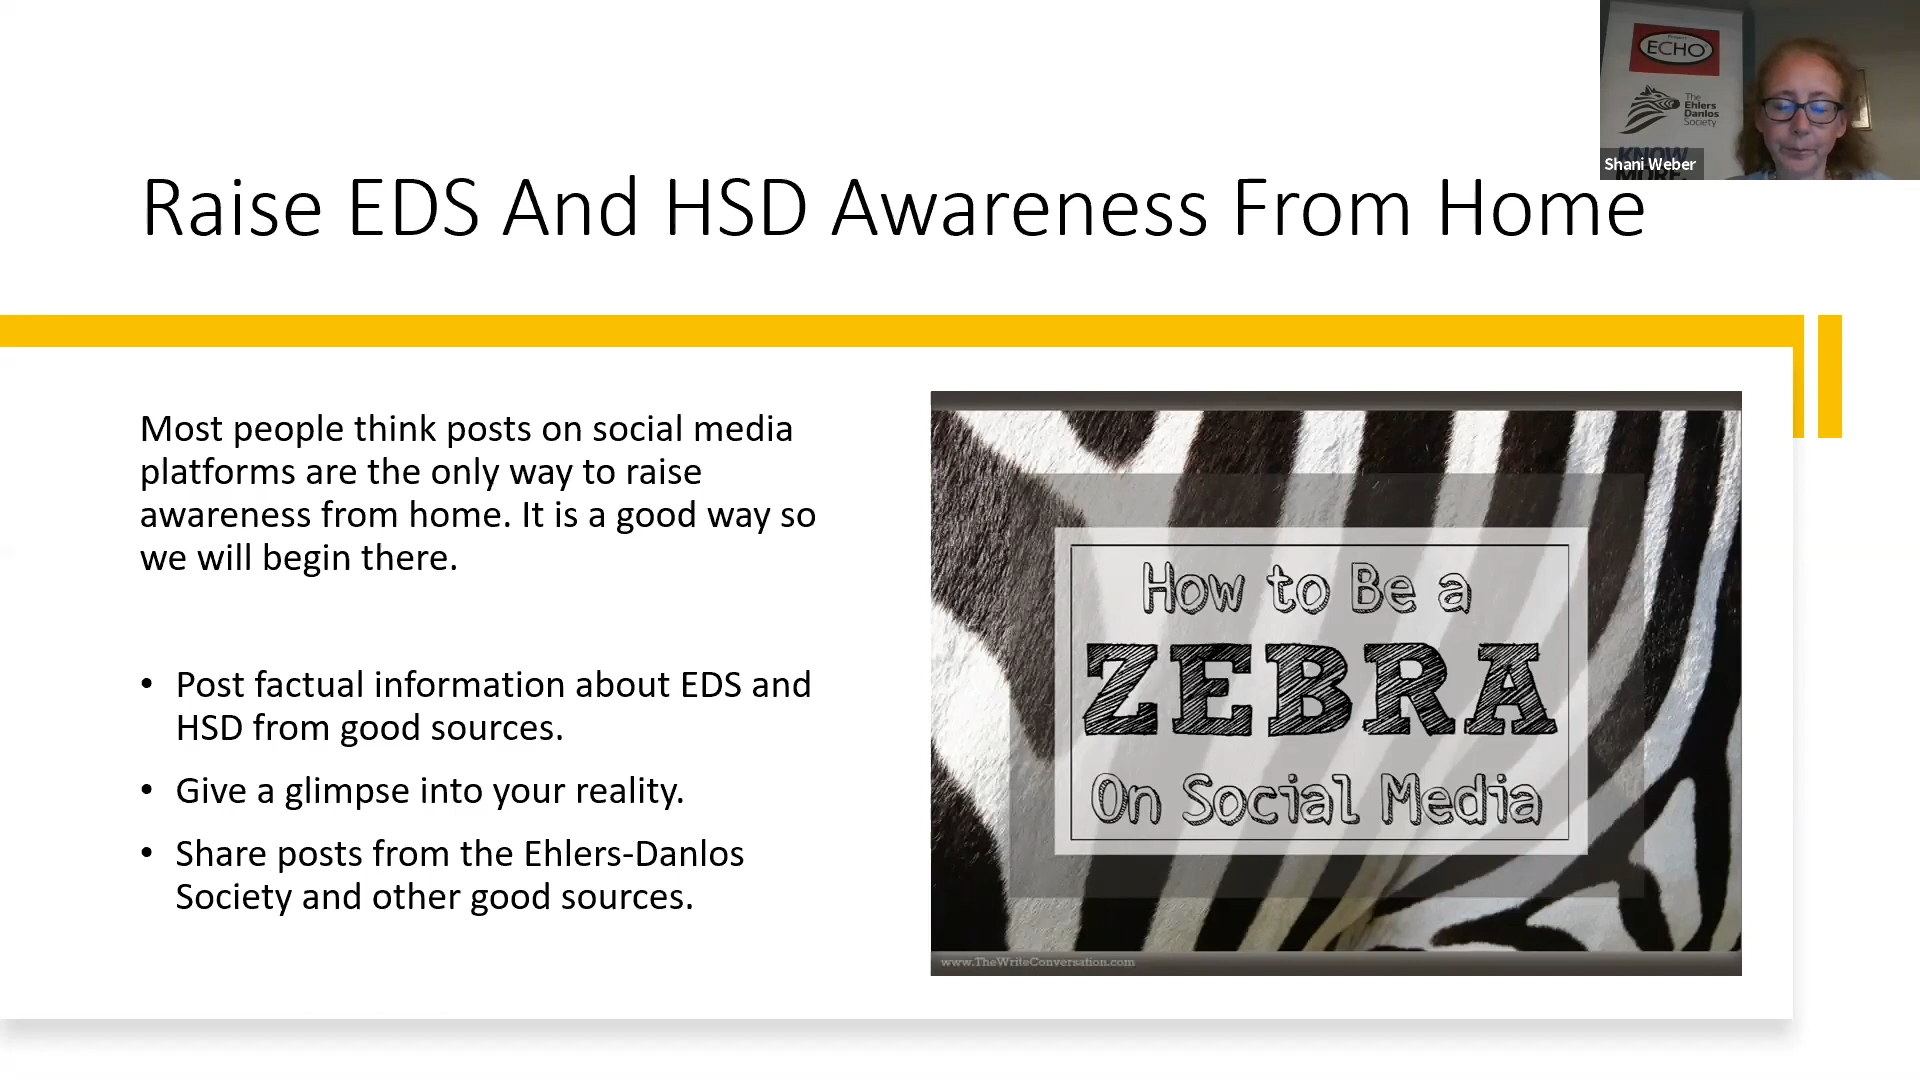 Project
ECHO
The
Ehlers
Danlos
Society
KNOW
MORE.
Shani Weber
Raise EDS And HSD Awareness From Home
Most people think posts on social media
platforms are the only way to raise
awareness from home. It is a good way so
we will begin there.
• Post factual information about EDS and
HSD from good sources.
• Give a glimpse into your reality.
• Share posts from the Ehlers-Danlos
Society and other good sources.
How to Be a
ZEBRA
On Social Media
www.TheWriteConversation.com